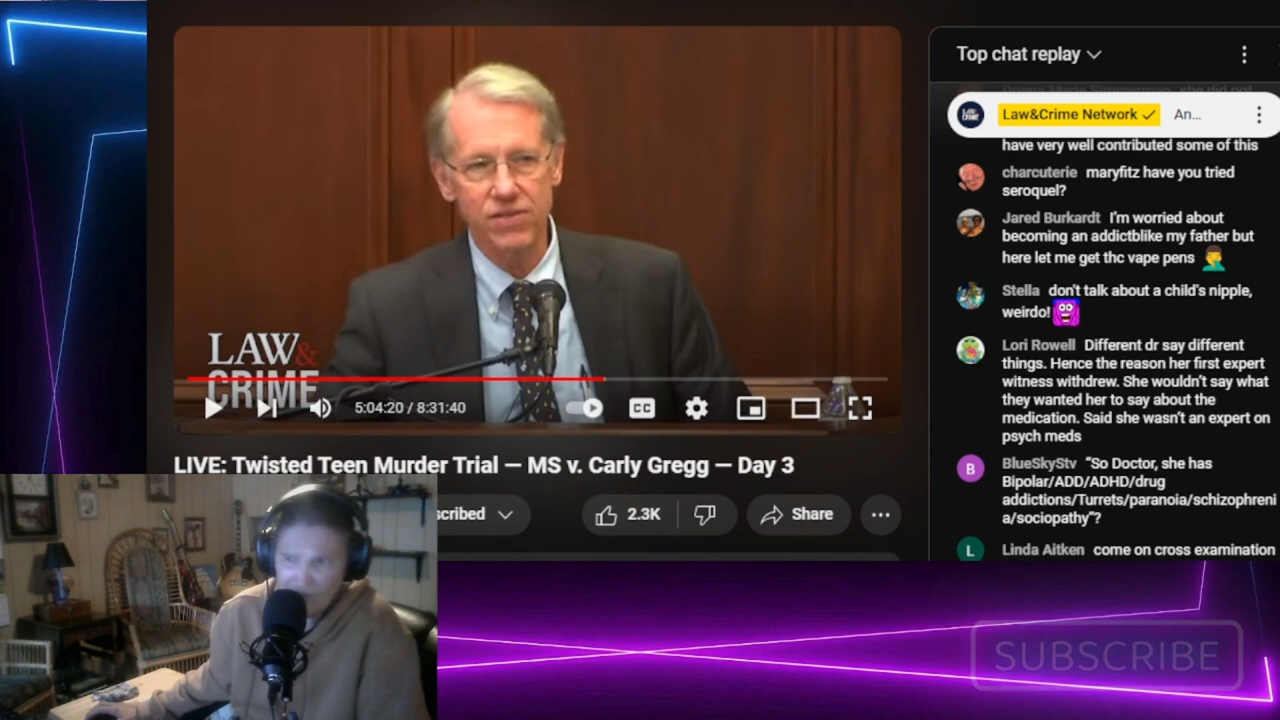 Top chat replay
Law&Crime Network An...
have very well contributed some of this
charcuterie maryfitz have you tried
seroquel?
Jared Burkardt I'm worried about
becoming an addictblike my father but
here let me get thc vape pens
Stella don't talk about a child's nipple,
weirdo!
Lori Rowell Different dr say different
things. Hence the reason her first expert
witness withdrew. She wouldn't say what
they wanted her to say about the
medication. Said she wasn't an expert on
psych meds
B BlueSkyStv “So Doctor, she has
Bipolar/ADD/ADHD/drug
addictions/Turrets/paranoia/schizophreni
a/sociopathy”?
L Linda Aitken come on cross examination
LAW&
CRIME
5:04:20 / 8:31:40
CC
LIVE: Twisted Teen Murder Trial — MS v. Carly Gregg — Day 3
scribed
2.3K
Share
SUBSCRIBE